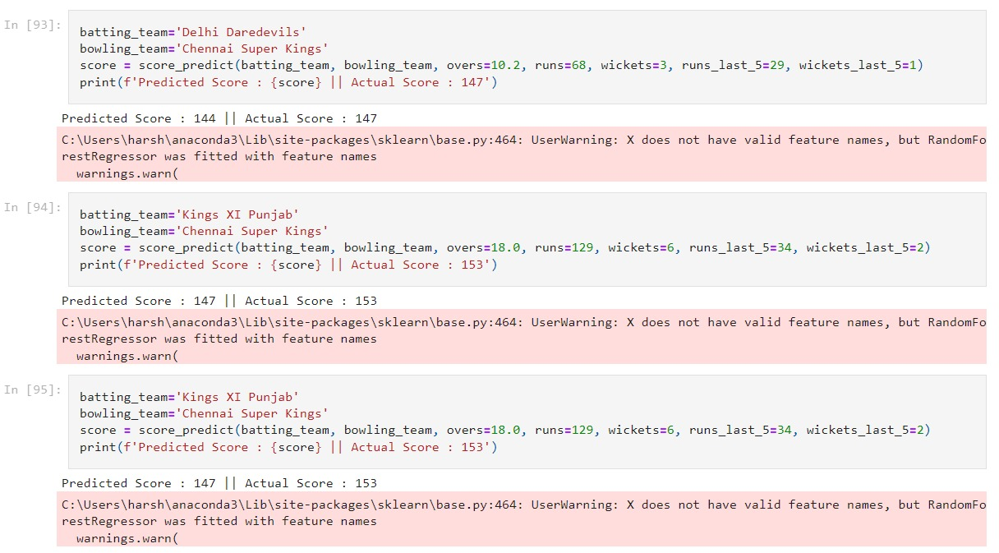 In [93]:
batting_team='Delhi Daredevils'
bowling_team='Chennai Super Kings'
score = score_predict(batting_team, bowling_team, overs=10.2, runs=68, wickets=3, runs_last_5=29, wickets_last_5=1)
print(f'Predicted Score : {score} || Actual Score : 147')
Predicted Score : 144 || Actual Score : 147
C:\Users\harsh\anaconda3\Lib\site-packages\sklearn\base.py:464: UserWarning: X does not have valid feature names, but RandomFo
restRegressor was fitted with feature names
  warnings.warn(
In [94]:
batting_team='Kings XI Punjab'
bowling_team='Chennai Super Kings'
score = score_predict(batting_team, bowling_team, overs=18.0, runs=129, wickets=6, runs_last_5=34, wickets_last_5=2)
print(f'Predicted Score : {score} || Actual Score : 153')
Predicted Score : 147 || Actual Score : 153
C:\Users\harsh\anaconda3\Lib\site-packages\sklearn\base.py:464: UserWarning: X does not have valid feature names, but RandomFo
restRegressor was fitted with feature names
  warnings.warn(
In [95]:
batting_team='Kings XI Punjab'
bowling_team='Chennai Super Kings'
score = score_predict(batting_team, bowling_team, overs=18.0, runs=129, wickets=6, runs_last_5=34, wickets_last_5=2)
print(f'Predicted Score : {score} || Actual Score : 153')
Predicted Score : 147 || Actual Score : 153
C:\Users\harsh\anaconda3\Lib\site-packages\sklearn\base.py:464: UserWarning: X does not have valid feature names, but RandomFo
restRegressor was fitted with feature names
  warnings.warn(